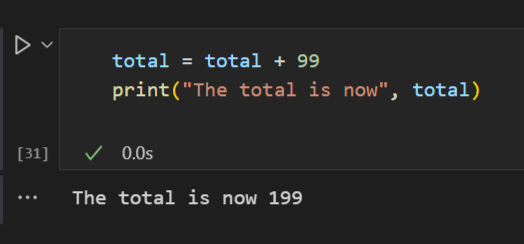 total = total + 99
print("The total is now", total)
[31]
0.0s
The total is now 199